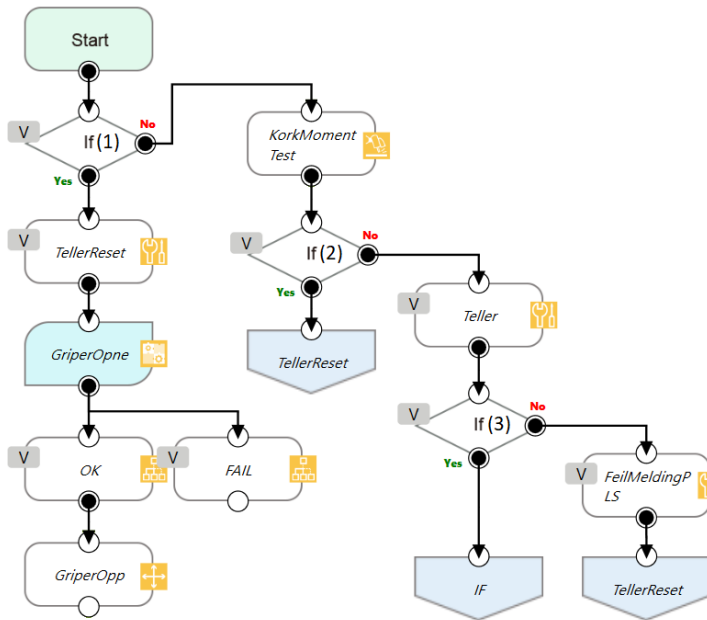 Start
V
If (1)
No
Yes
KorkMoment
Test
V
TellerReset
V
If (2)
No
Yes
V
Teller
GriperOpne
TellerReset
V
If (3)
No
Yes
V
OK
V
FAIL
V
FeilMeldingP
LS
GriperOpp
IF
TellerReset